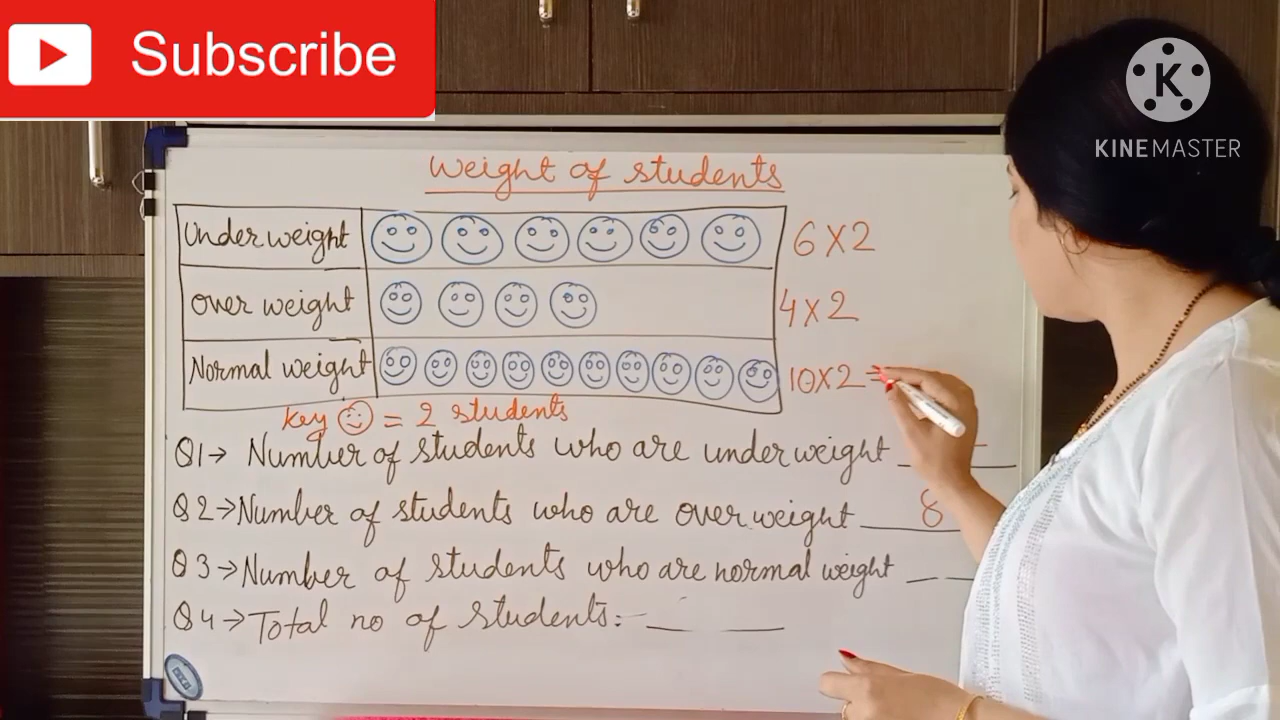 Subscribe
KINEMASTER
Weight of students
Under weight 6 X 2
Over weight 4 X 2
Normal weight 10 X 2 =
key = 2 students
Q1→ Number of students who are under weight
Q2→ Number of students who are over weight 8
Q3→ Number of students who are normal weight
Q4→ Total no of students: